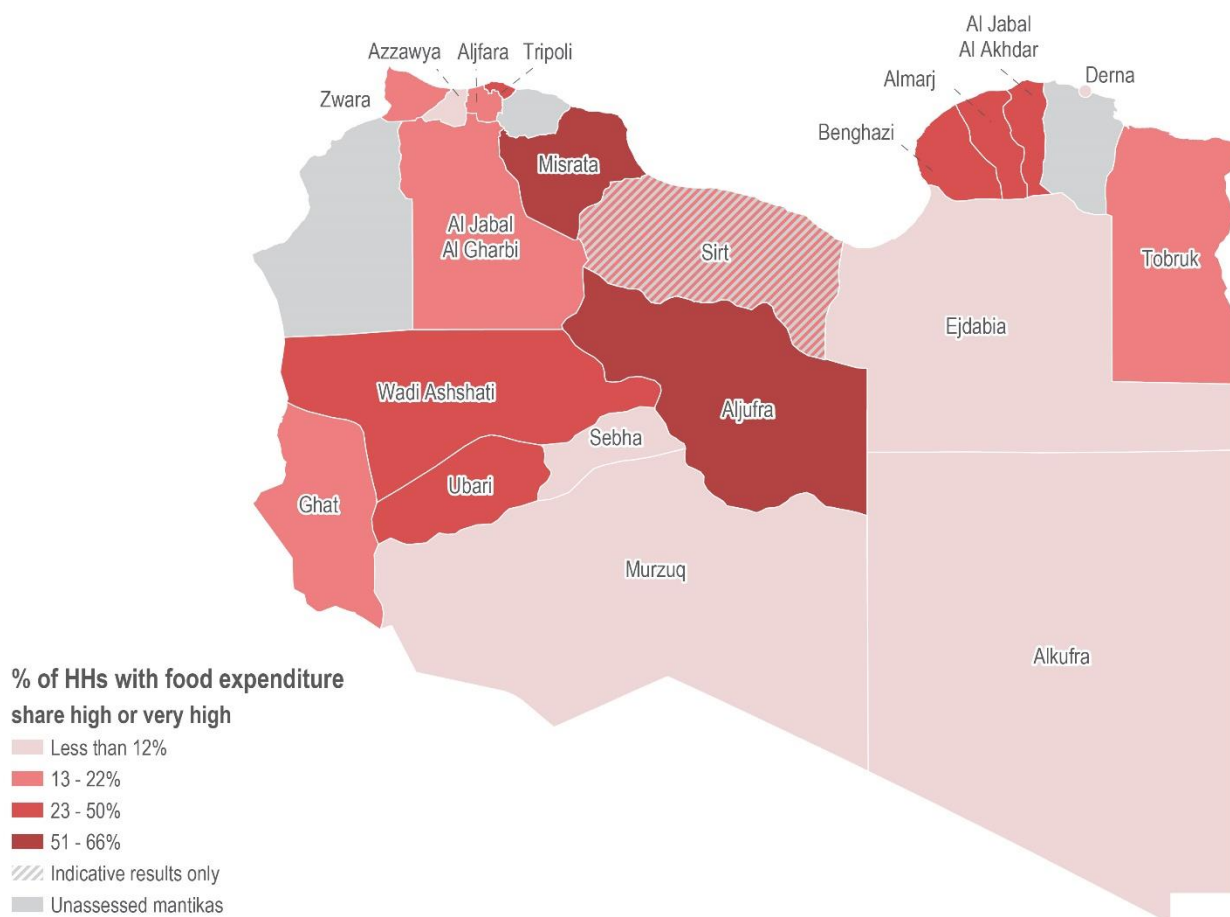 Al Jabal
Al Akhdar
Azzawya
Aljfara
Tripoli
Almarj
Derna
Zwara
Benghazi
Misrata
Al Jabal
Al Gharbi
Sirt
Tobruk
Ejdabia
Wadi Ashshati
Aljufra
Sebha
Ubari
Ghat
Murzuq
Alkufra
% of HHs with food expenditure
share high or very high
Less than 12%
13 - 22%
23 - 50%
51 - 66%
Indicative results only
Unassessed mantikas